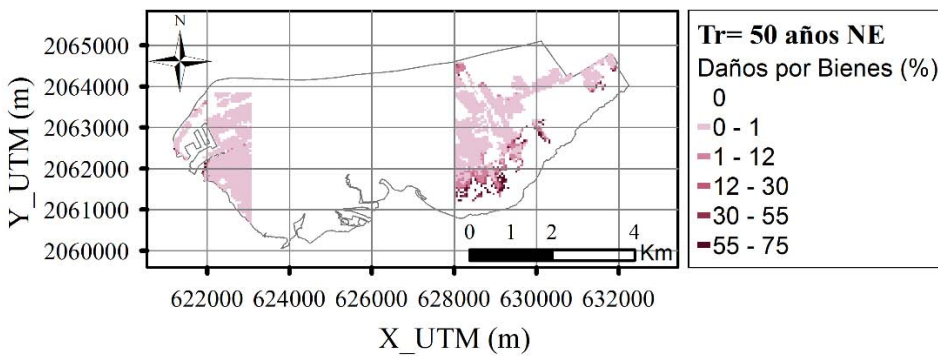 N
2065000
2064000
2063000
2062000
2061000
2060000
Y_UTM (m)
0 1 2 4
Km
622000 624000 626000 628000 630000 632000
X_UTM (m)
Tr= 50 años NE
Daños por Bienes (%)
0
0 - 1
1 - 12
12 - 30
30 - 55
55 - 75